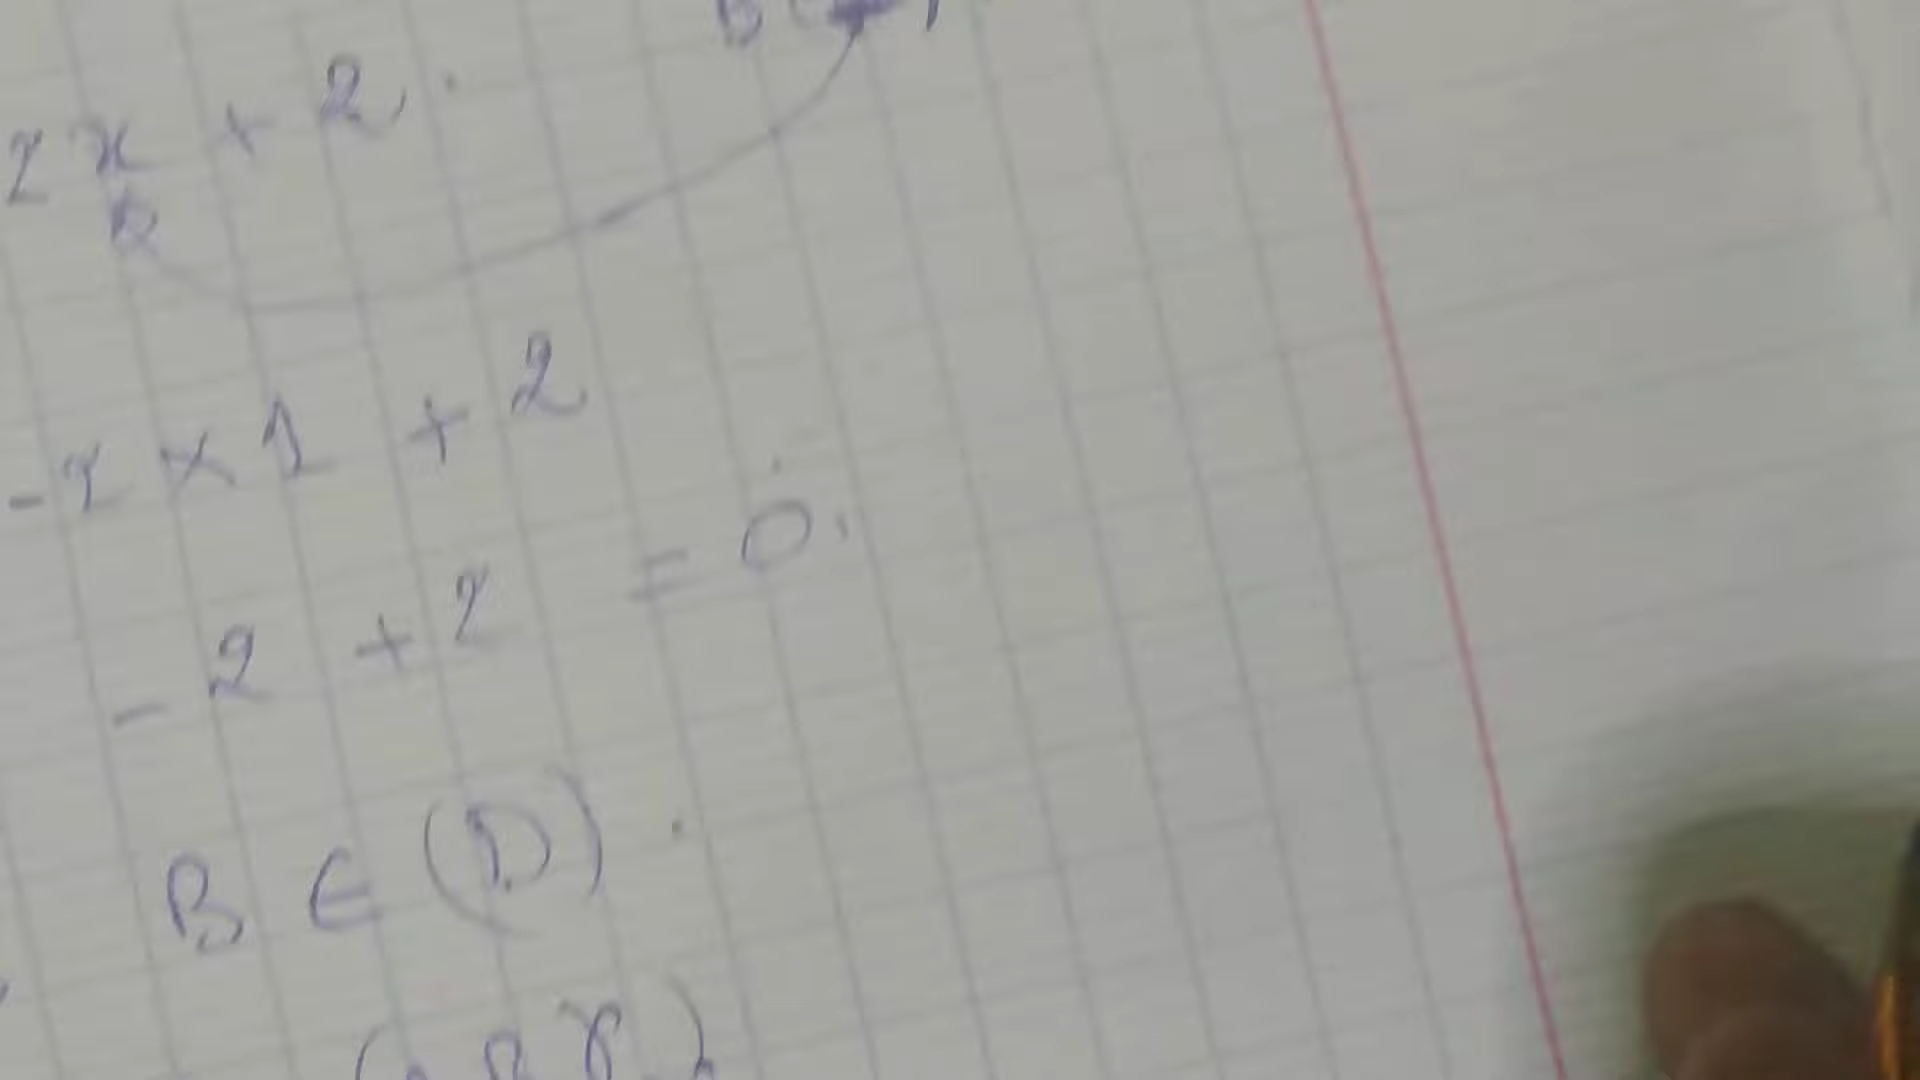 B
2x + 2
B
-2 x 1 + 2
- 2 + 2 = 0
B ∈ (D)